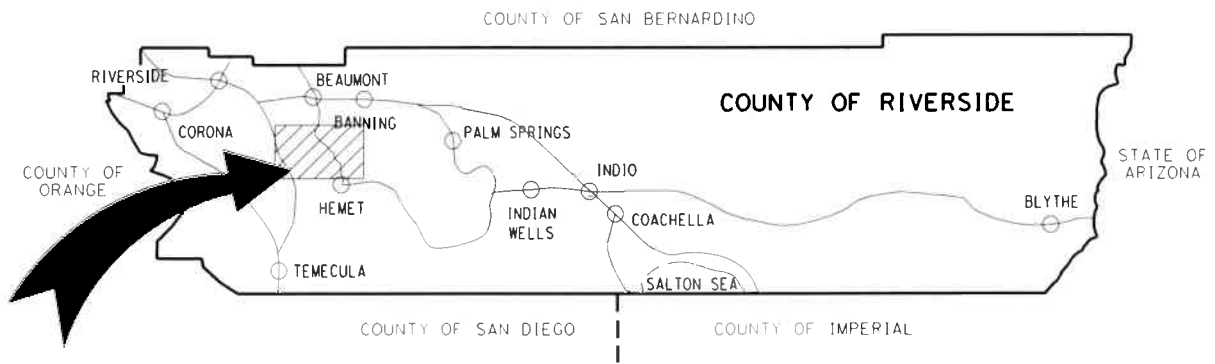 COUNTY OF SAN BERNARDINO
RIVERSIDE
BEAUMONT
COUNTY OF RIVERSIDE
BANNING
CORONA
PALM SPRINGS
COUNTY OF
ORANGE
INDIO
STATE OF
ARIZONA
HEMET
INDIAN
WELLS
COACHELLA
BLYTHE
TEMECULA
SALTON SEA
COUNTY OF SAN DIEGO
COUNTY OF IMPERIAL